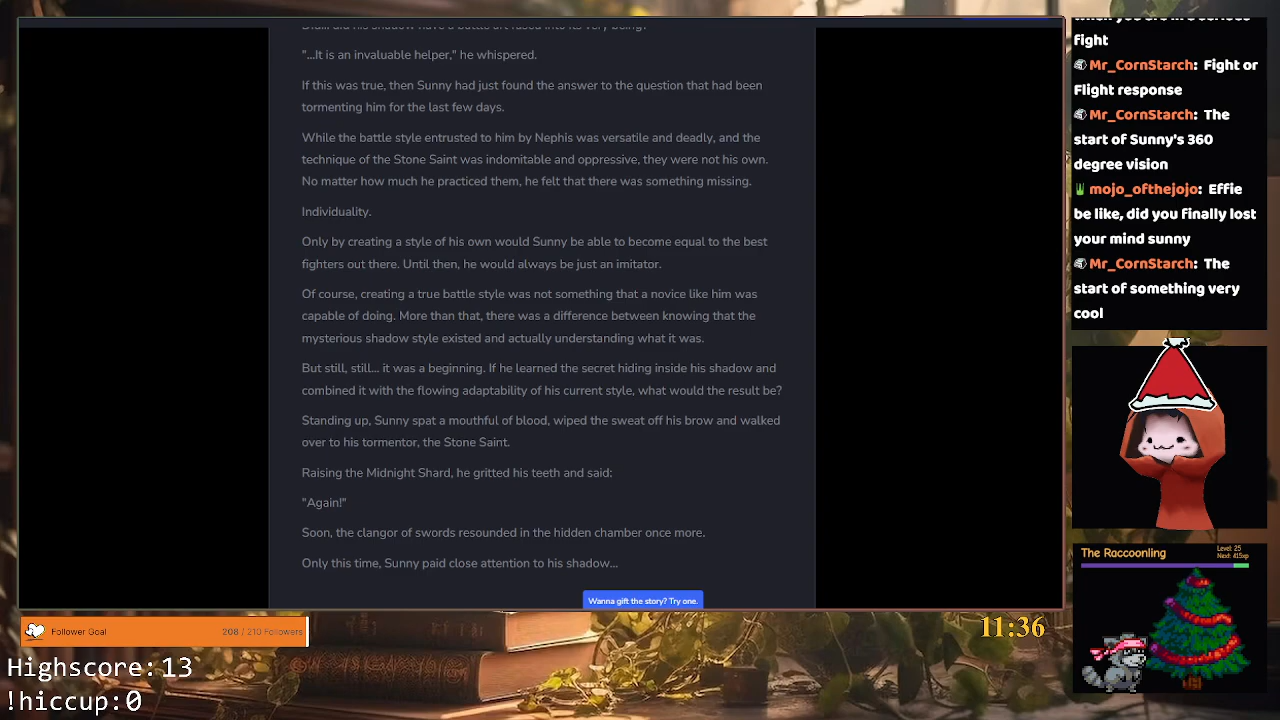 "...It is an invaluable helper," he whispered.
If this was true, then Sunny had just found the answer to the question that had been
tormenting him for the last few days.
While the battle style entrusted to him by Nephis was versatile and deadly, and the
technique of the Stone Saint was indomitable and oppressive, they were not his own.
No matter how much he practiced them, he felt that there was something missing.
Individuality.
Only by creating a style of his own would Sunny be able to become equal to the best
fighters out there. Until then, he would always be just an imitator.
Of course, creating a true battle style was not something that a novice like him was
capable of doing. More than that, there was a difference between knowing that the
mysterious shadow style existed and actually understanding what it was.
But still, still... it was a beginning. If he learned the secret hiding inside his shadow and
combined it with the flowing adaptability of his current style, what would the result be?
Standing up, Sunny spat a mouthful of blood, wiped the sweat off his brow and walked
over to his tormentor, the Stone Saint.
Raising the Midnight Shard, he gritted his teeth and said:
"Again!"
Soon, the clangor of swords resounded in the hidden chamber once more.
Only this time, Sunny paid close attention to his shadow...
Wanna gift the story? Try one.
fight
Mr_CornStarch: Fight or
Flight response
Mr_CornStarch: The
start of Sunny's 360
degree vision
mojo_ofthejojo: Effie
be like, did you finally lost
your mind sunny
Mr_CornStarch: The
start of something very
cool
The Raccoonling
Level: 25
Next: 415xp
Follower Goal
208 / 210 Followers
11:36
Highscore:13
!hiccup:0